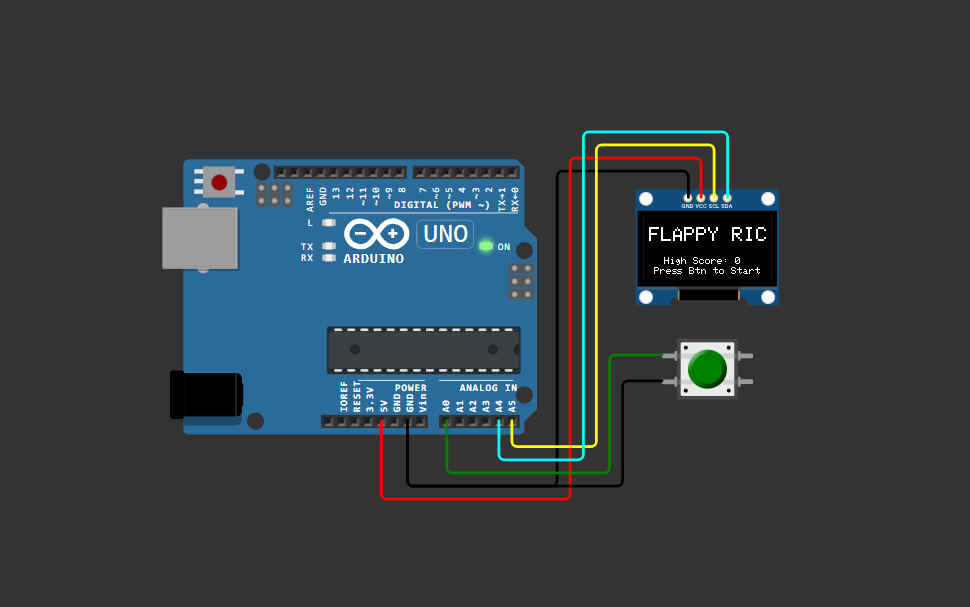 AREF
GND
13
12
~11
~10
~9
8
7
~6
~5
4
~3
2
TX→1
RX←0
DIGITAL (PWM ~)
L
TX
RX
UNO
ON
ARDUINO
IOREF
RESET
3.3V
5V
GND
GND
Vin
POWER
ANALOG IN
A0
A1
A2
A3
A4
A5
GND VCC SCL SDA
FLAPPY RIC
High Score: 0
Press Btn to Start